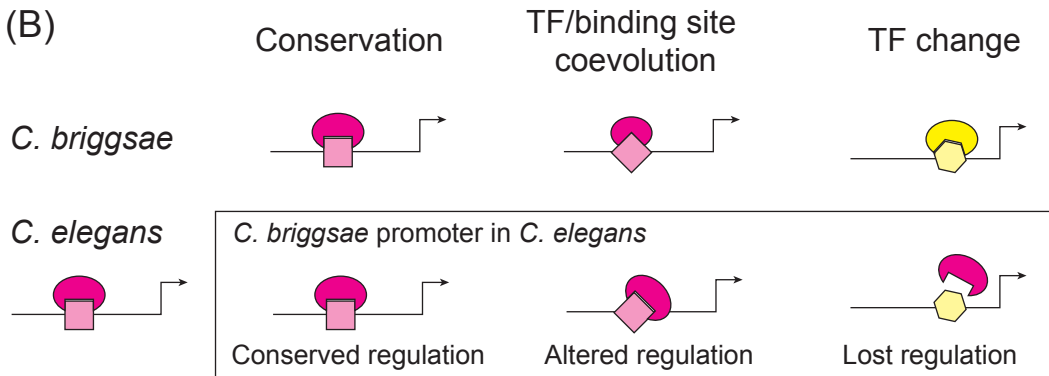 (B)
Conservation
TF/binding site
coevolution
TF change
C. briggsae
C. elegans
C. briggsae promoter in C. elegans
Conserved regulation
Altered regulation
Lost regulation